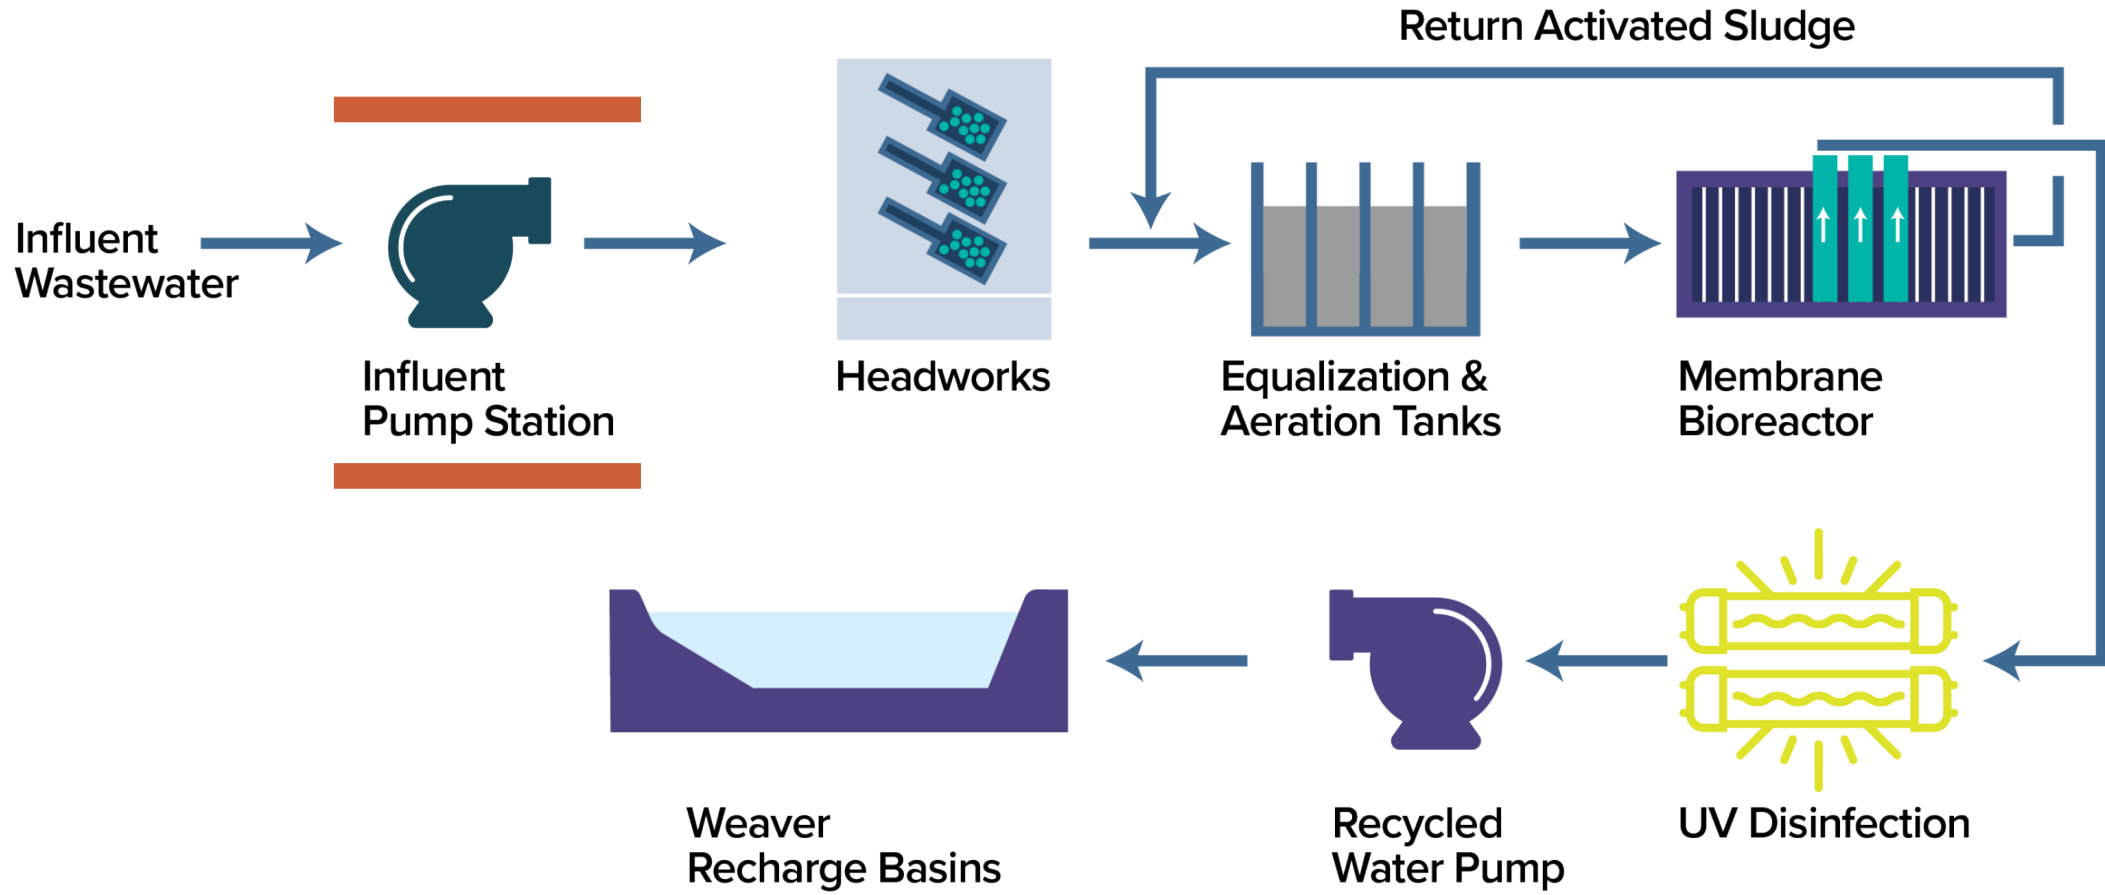 Return Activated Sludge
Influent
Wastewater
Influent
Pump Station
Headworks
Equalization &
Aeration Tanks
Membrane
Bioreactor
Weaver
Recharge Basins
Recycled
Water Pump
UV Disinfection